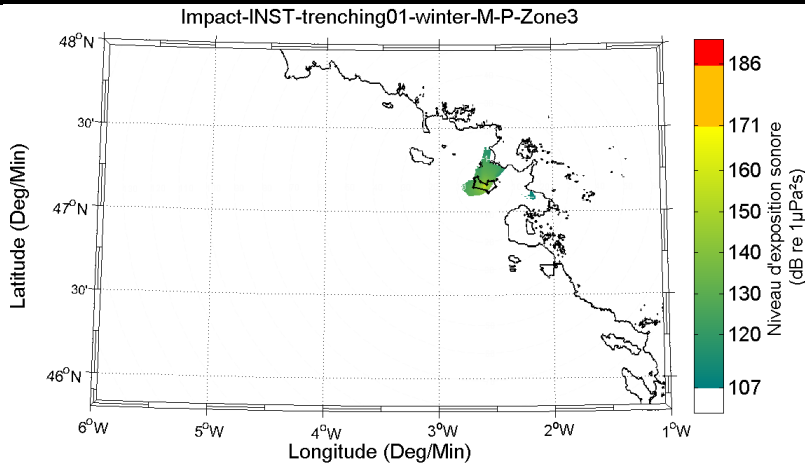 Impact-INST-trenching01-winter-M-P-Zone3
48°N
30'
47°N
30'
46°N
Latitude (Deg/Min)
6°W
5°W
4°W
3°W
2°W
1°W
Longitude (Deg/Min)
186
171
160
150
140
130
120
107
Niveau d'exposition sonore
(dB re 1µPa²s)